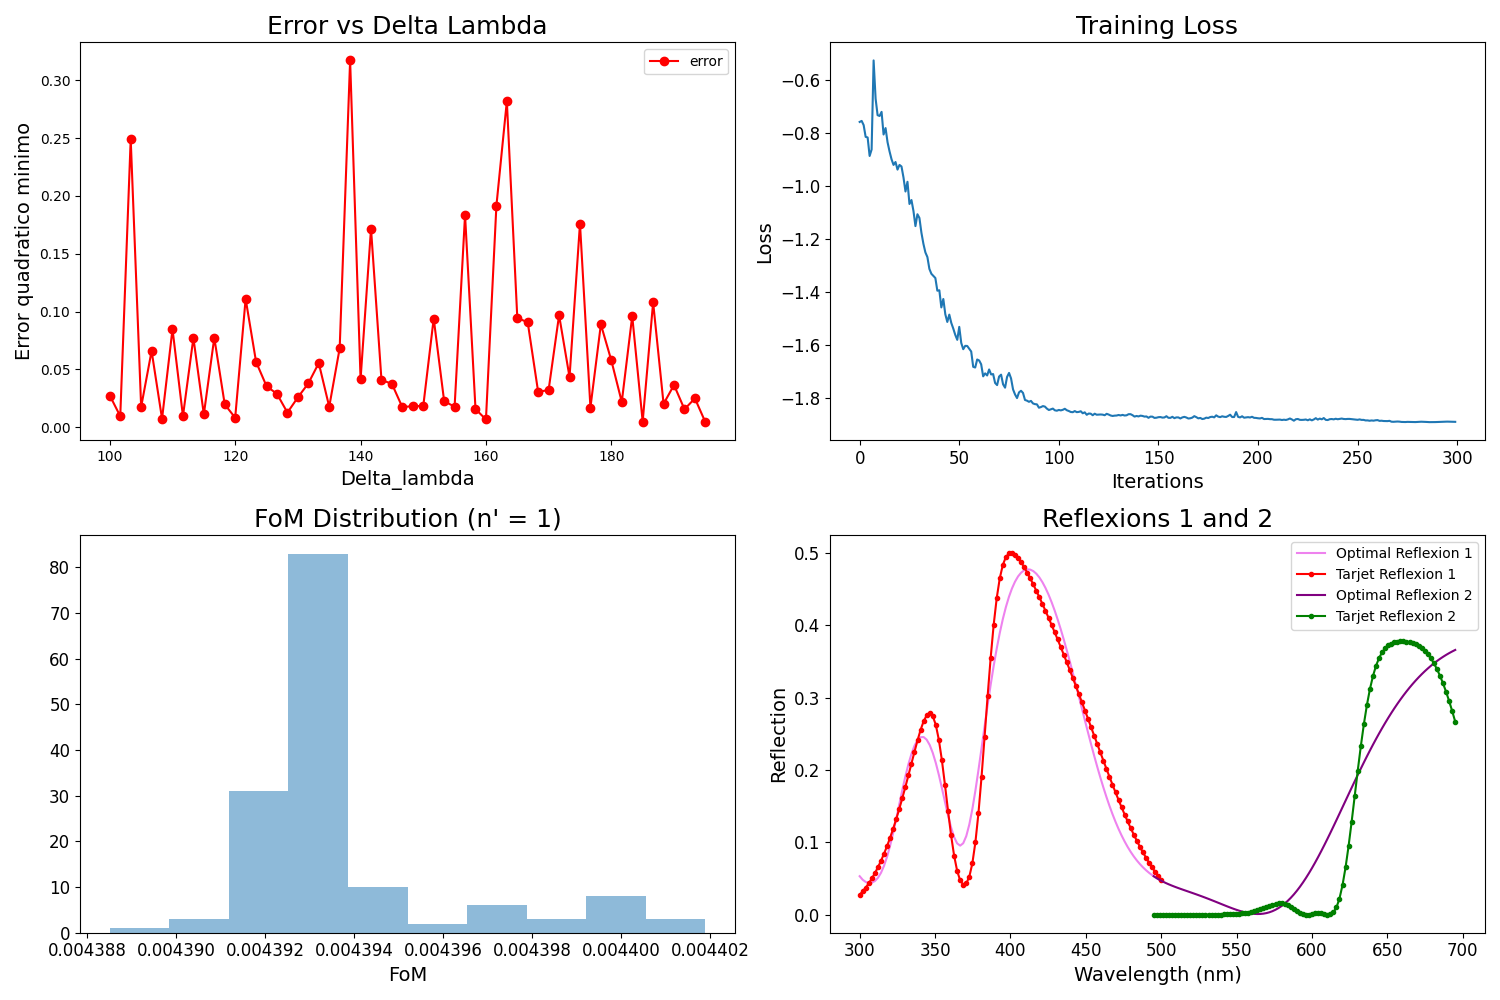 Error vs Delta Lambda
error
Error quadratico minimo
0.30
0.25
0.20
0.15
0.10
0.05
0.00
100 120 140 160 180
Delta_lambda
Training Loss
Loss
−0.6
−0.8
−1.0
−1.2
−1.4
−1.6
−1.8
0 50 100 150 200 250 300
Iterations
FoM Distribution (n' = 1)
80
70
60
50
40
30
20
10
0
0.004388 0.004390 0.004392 0.004394 0.004396 0.004398 0.004400 0.004402
FoM
Reflexions 1 and 2
Optimal Reflexion 1
Tarjet Reflexion 1
Optimal Reflexion 2
Tarjet Reflexion 2
Reflection
0.5
0.4
0.3
0.2
0.1
0.0
300 350 400 450 500 550 600 650 700
Wavelength (nm)